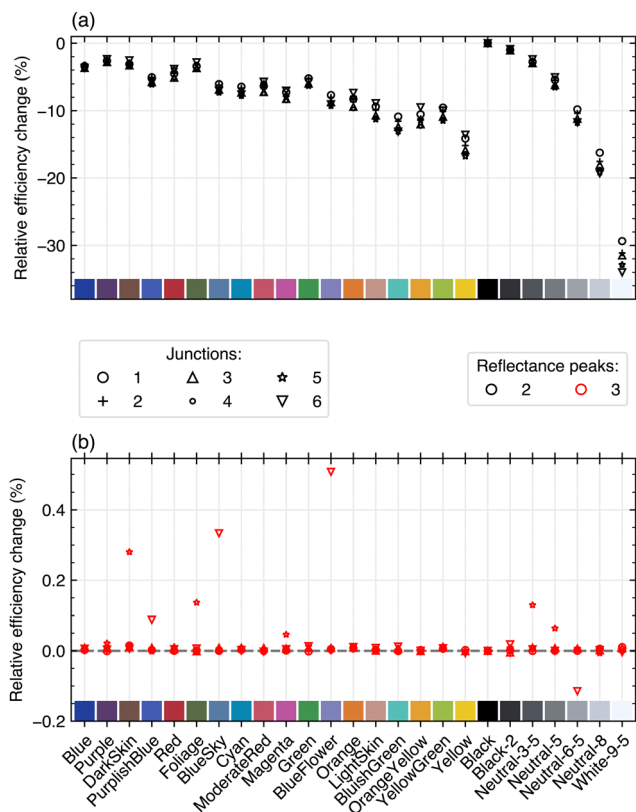 (a)
Relative efficiency change (%)
0
−10
−20
−30
Junctions:
1
3
5
2
4
6
Reflectance peaks:
2
3
(b)
Relative efficiency change (%)
0.4
0.2
0.0
−0.2
Blue
Purple
DarkSkin
PurplishBlue
Red
Foliage
BlueSky
Cyan
ModerateRed
Magenta
Green
BlueFlower
Orange
LightSkin
BluishGreen
OrangeYellow
YellowGreen
Yellow
Black
Black-2
Neutral-3-5
Neutral-5
Neutral-6-5
Neutral-8
White-9-5